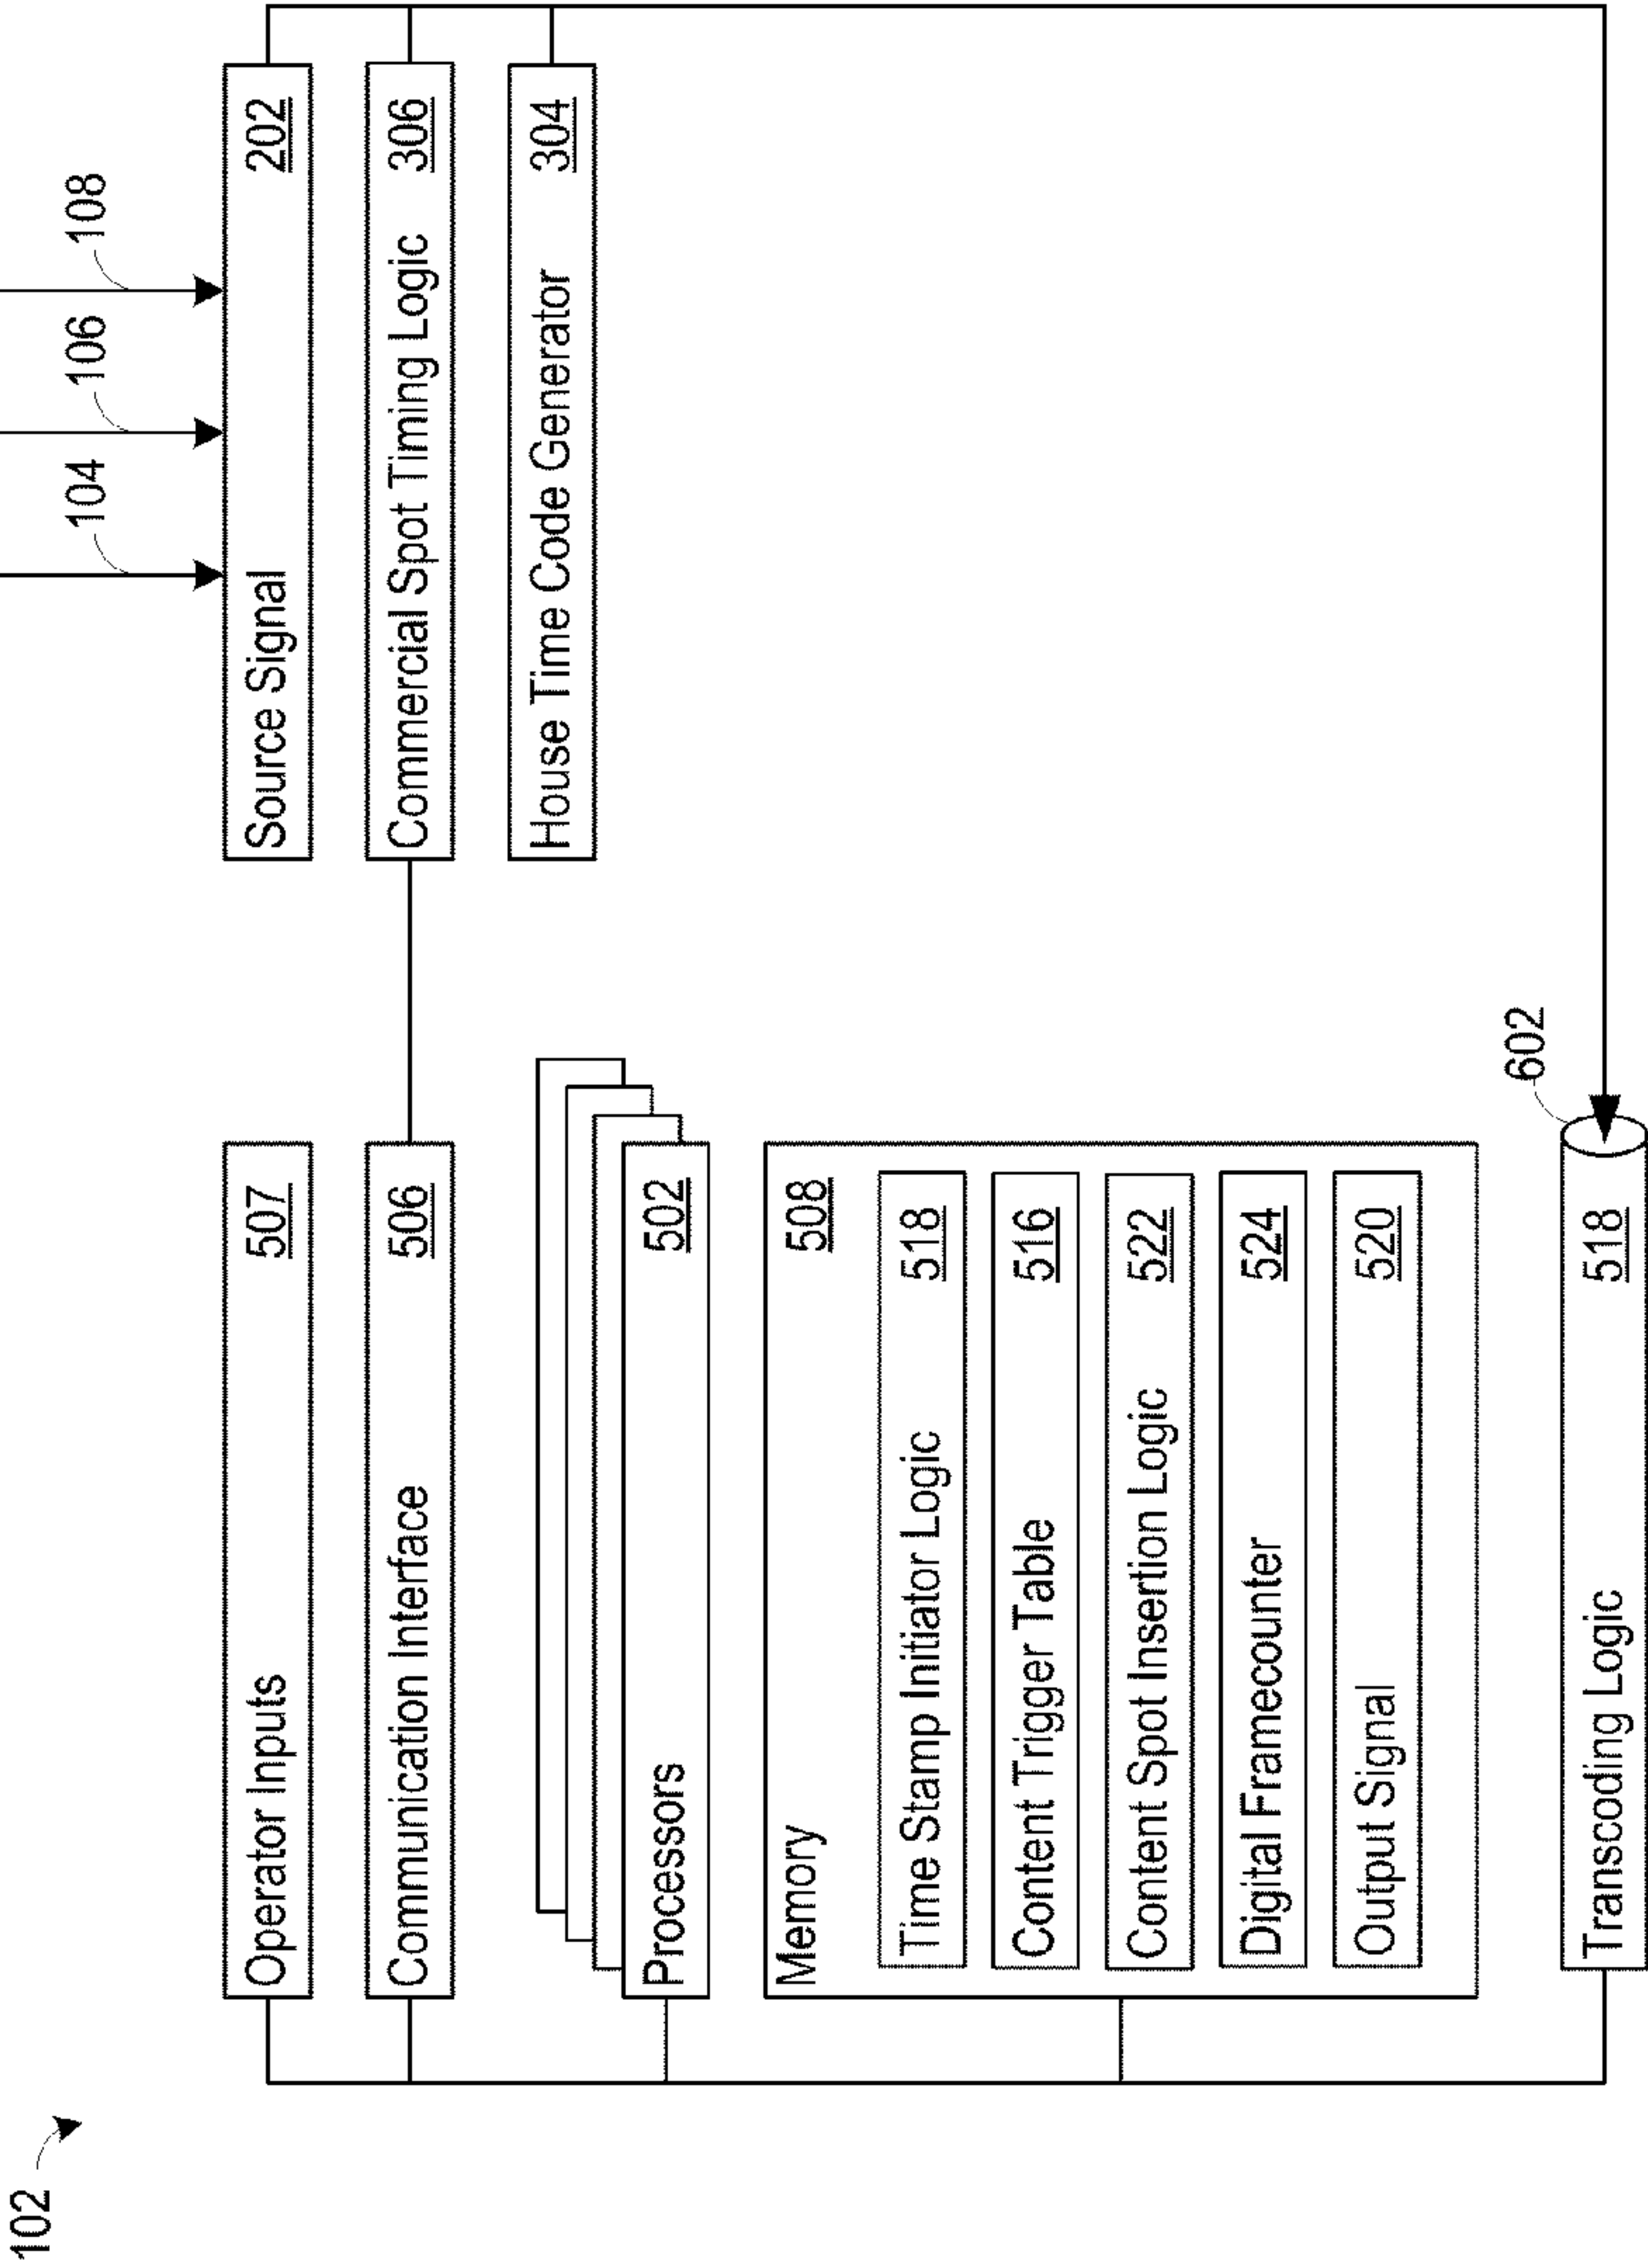 102
104
106
108
Operator Inputs 507
Communication Interface 506
Processors 502
Memory 508
Time Stamp Initiator Logic 518
Content Trigger Table 516
Content Spot Insertion Logic 522
Digital Framecounter 524
Output Signal 520
Transcoding Logic 518
602
Source Signal 202
Commercial Spot Timing Logic 306
House Time Code Generator 304